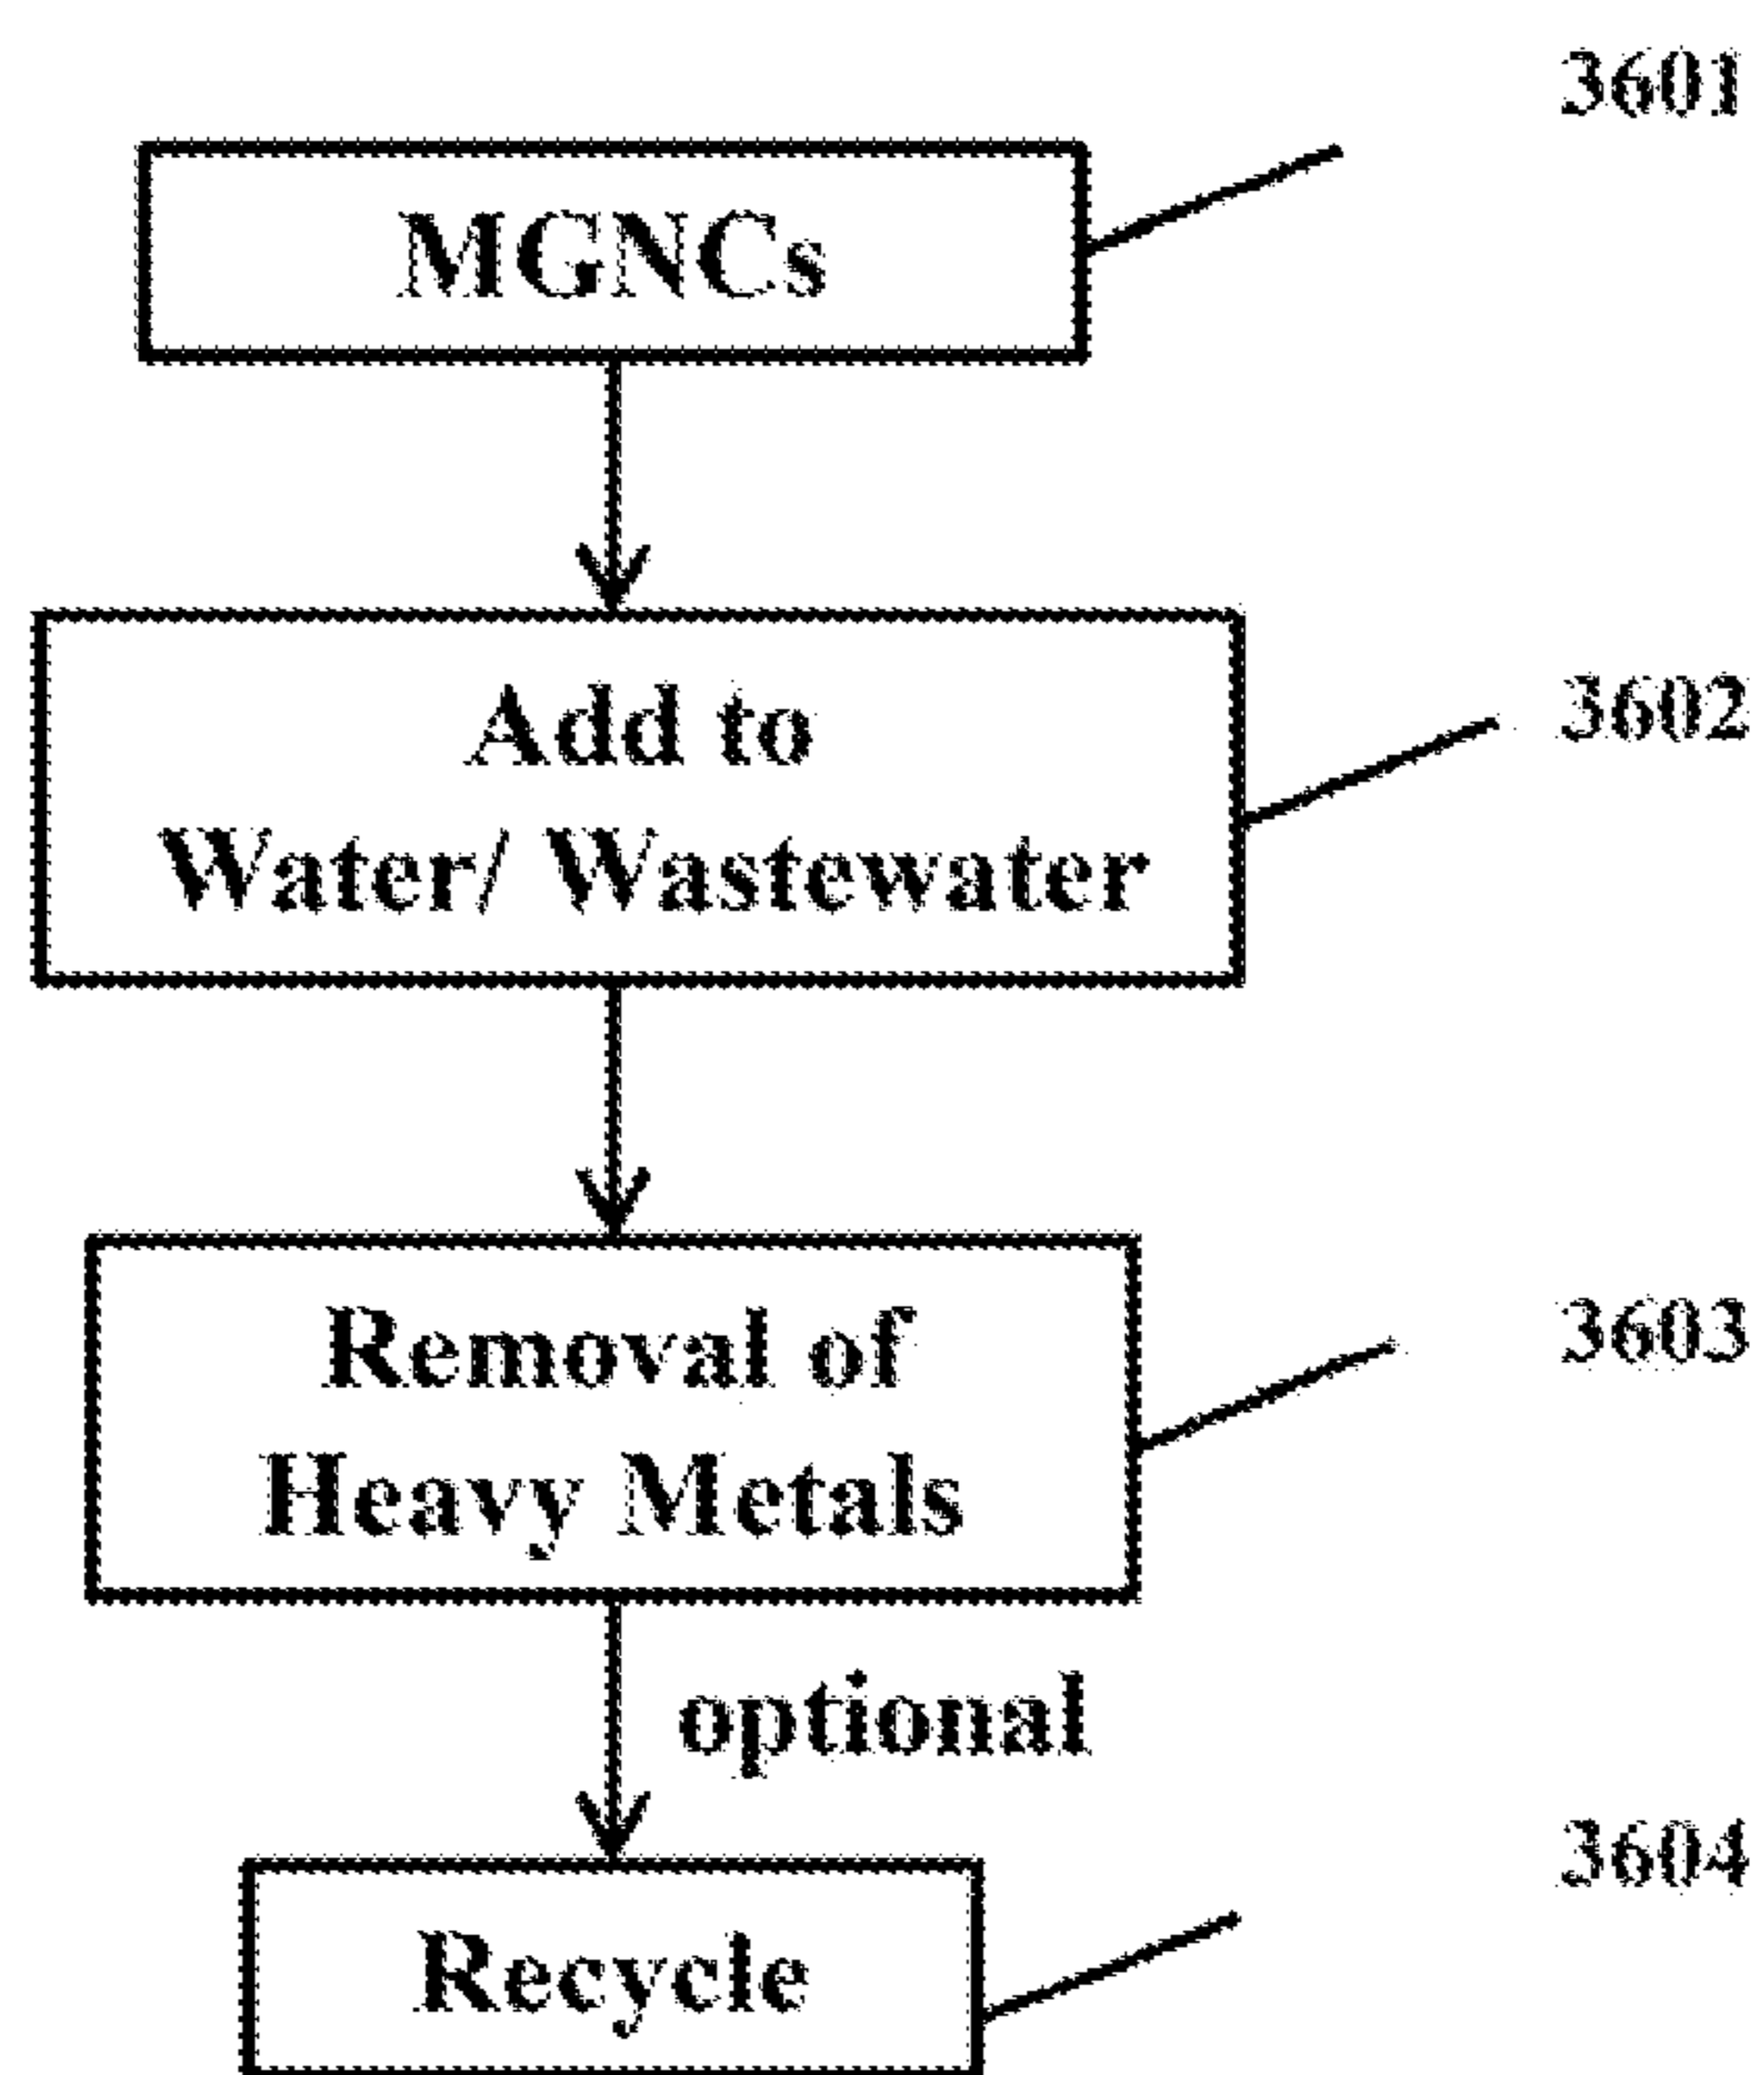 3601
MGNCs
Add to
3602
Water/ Wastewater
Removal of
3603
Heavy Metals
optional
3604
Recycle